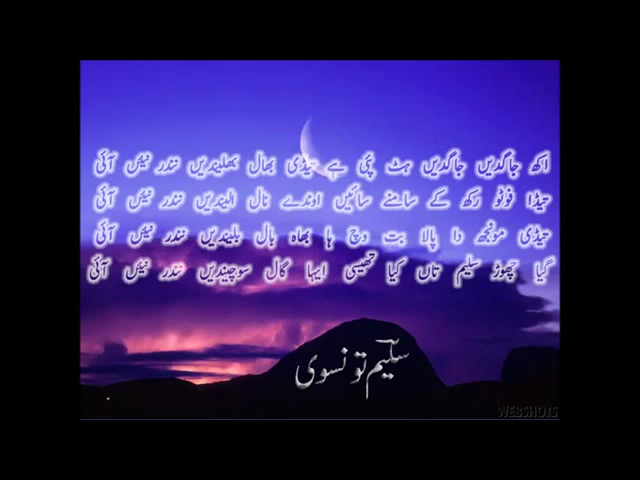 اکھ جاگدیں جاگدیں ہٹ پئی ہے تیڈی بھال بھلیندیں نندر نئیں آئی
تیڈا فوٹو رکھ کے سامنے سائیں اوندے نال الیندیں نندر نئیں آئی
تیڈی مونجھ دا پالا بت وچ ہا بھاہ بال بلیندیں نندر نئیں آئی
گیا چھوڑ سلیم تاں کیا تھیسی ایہا گال سوچیندیں نندر نئیں آئی
سلیم تونسوی
WEBSHOTS